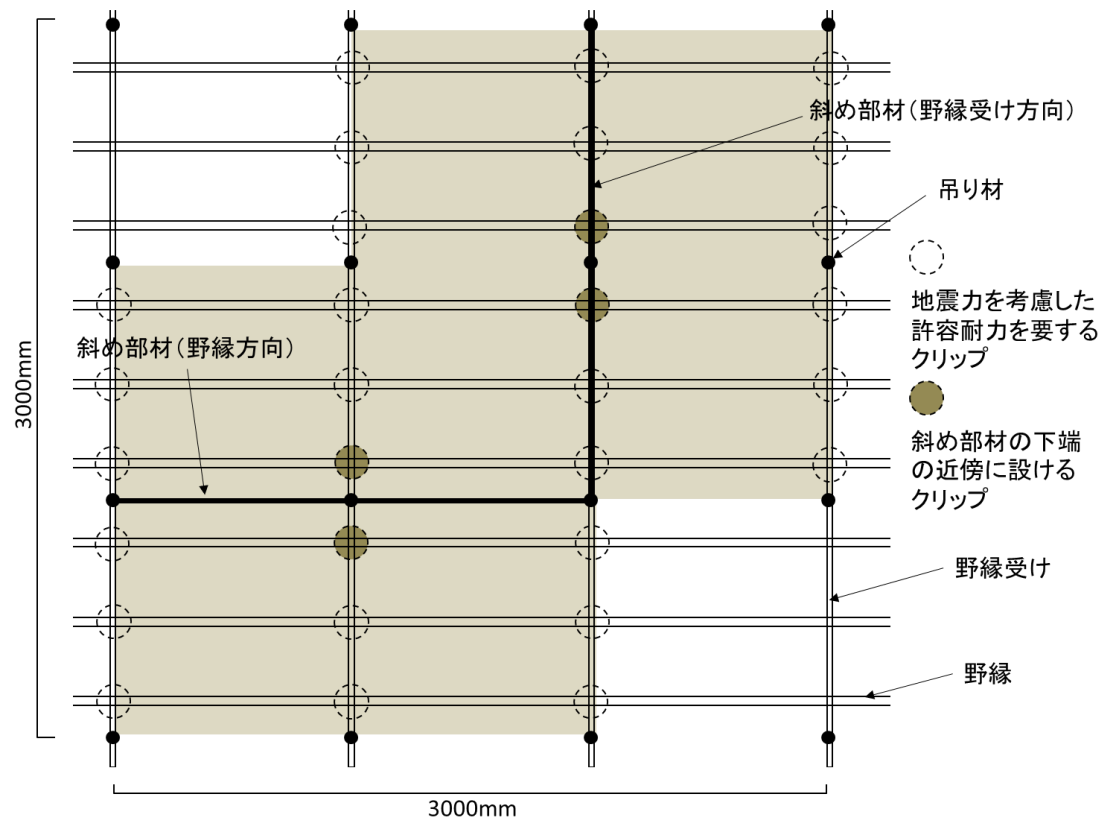 斜め部材（野縁受け方向）
吊り材
地震力を考慮した
許容耐力を要する
クリップ
斜め部材（野縁方向）
3000mm
斜め部材の下端
の近傍に設ける
クリップ
野縁受け
野縁
3000mm